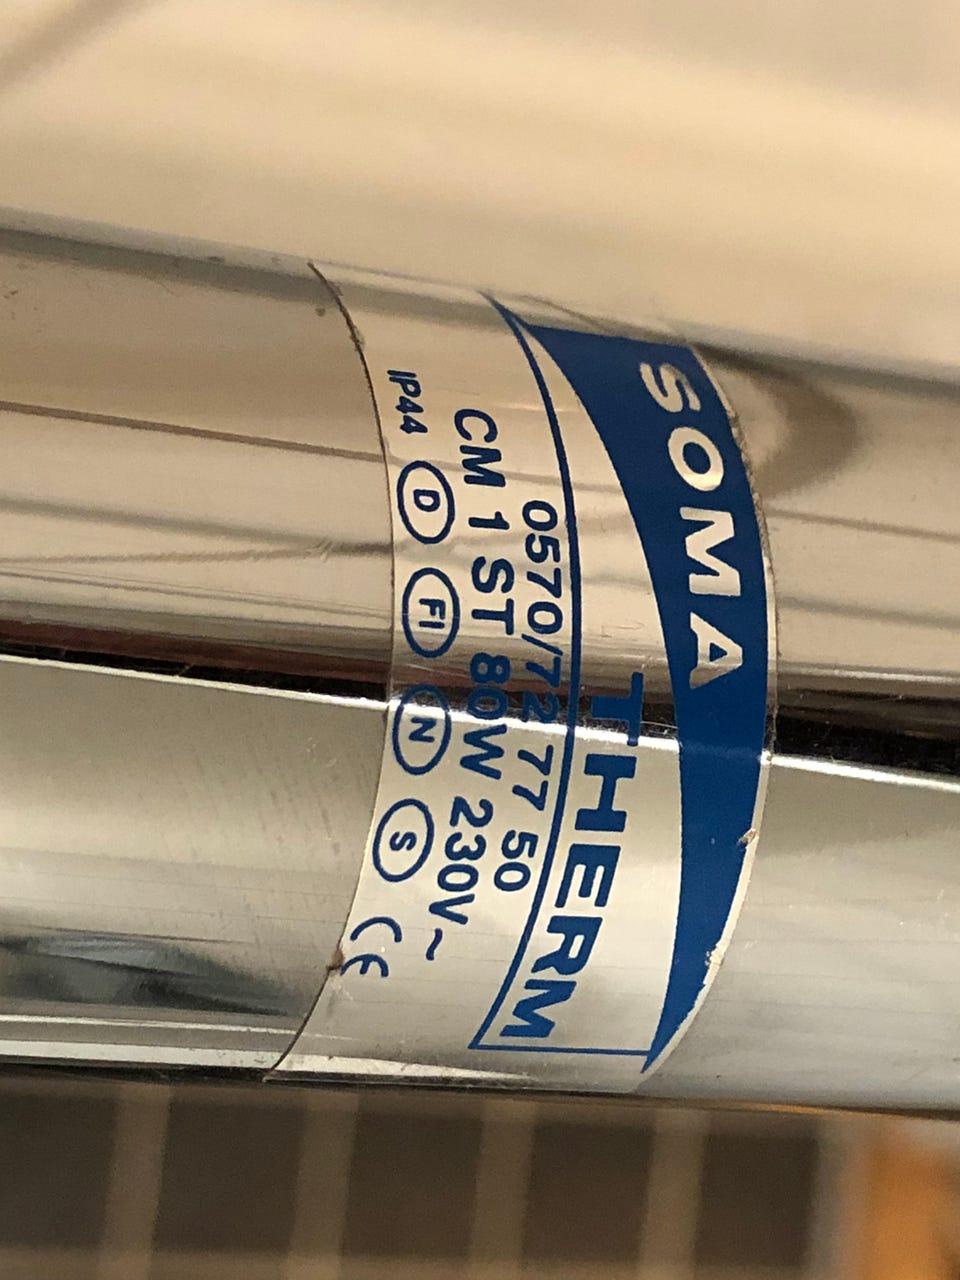 SOMA
THERM
0570/72 77 50
CM 1 ST 80W 230V~
IP44 D FI N S CE